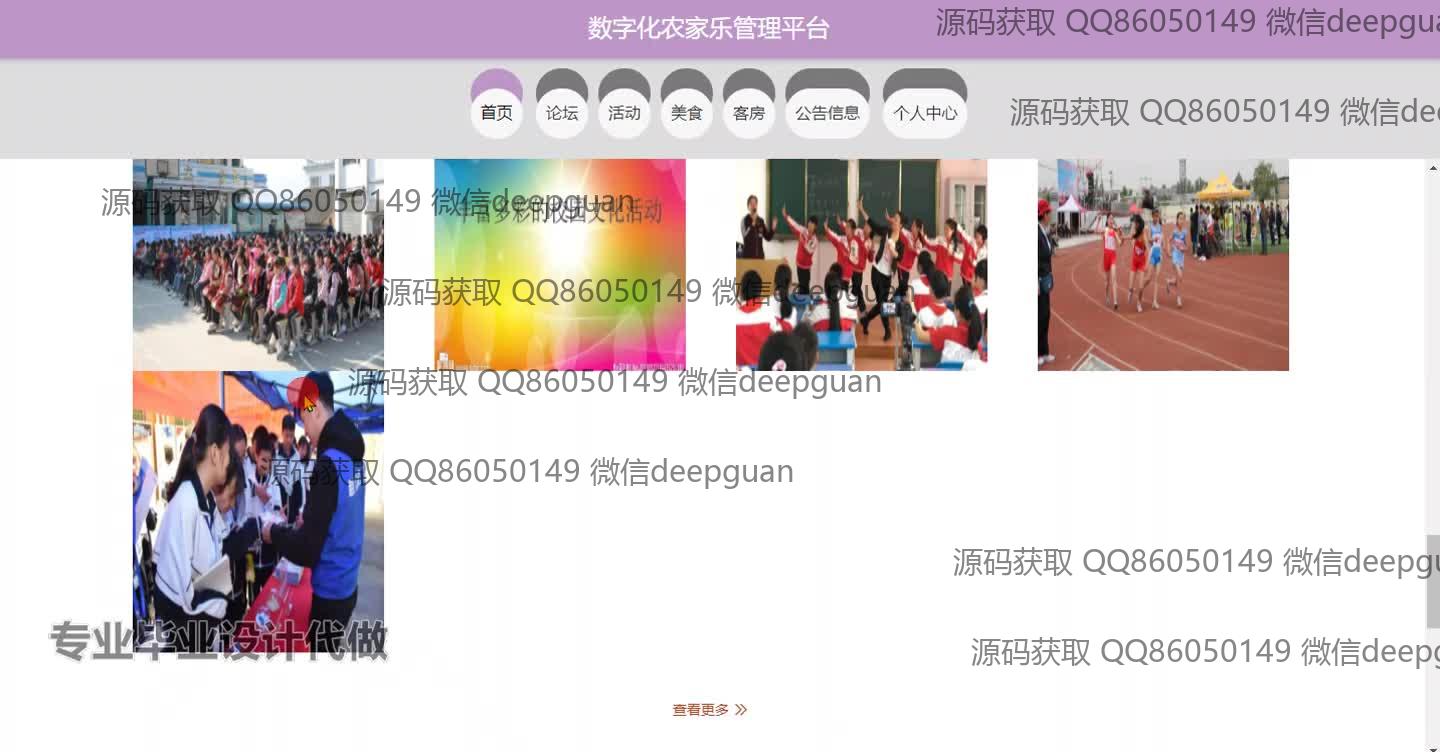 数字化农家乐管理平台
源码获取 QQ86050149 微信deepgua
首页 论坛 活动 美食 客房 公告信息 个人中心
源码获取 QQ86050149 微信dee
源码获取 QQ86050149 微信deepguan
丰富多彩的校园文化活动
源码获取 QQ86050149 微信deepguan
源码获取 QQ86050149 微信deepguan
源码获取 QQ86050149 微信deepguan
源码获取 QQ86050149 微信deepgu
专业毕业设计代做
源码获取 QQ86050149 微信deepg
查看更多